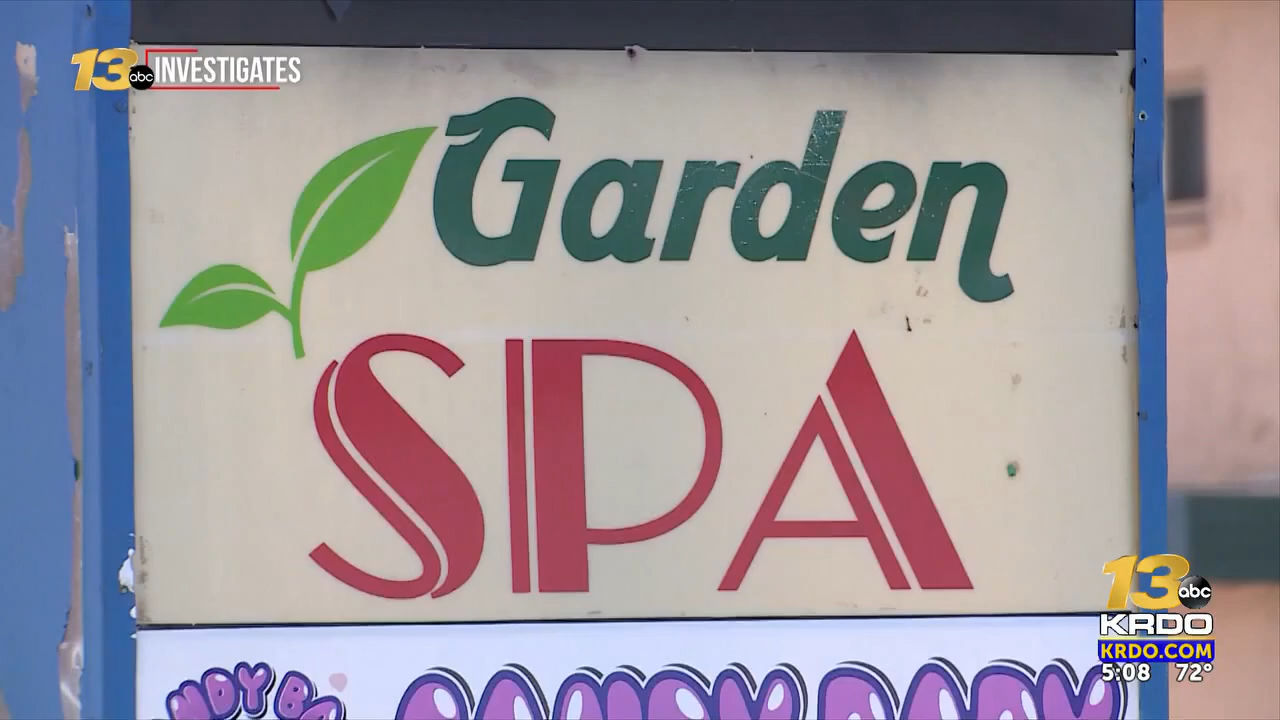 13 abc INVESTIGATES
Garden
SPA
13 abc
KRDO
KRDO.COM
5:08 72°